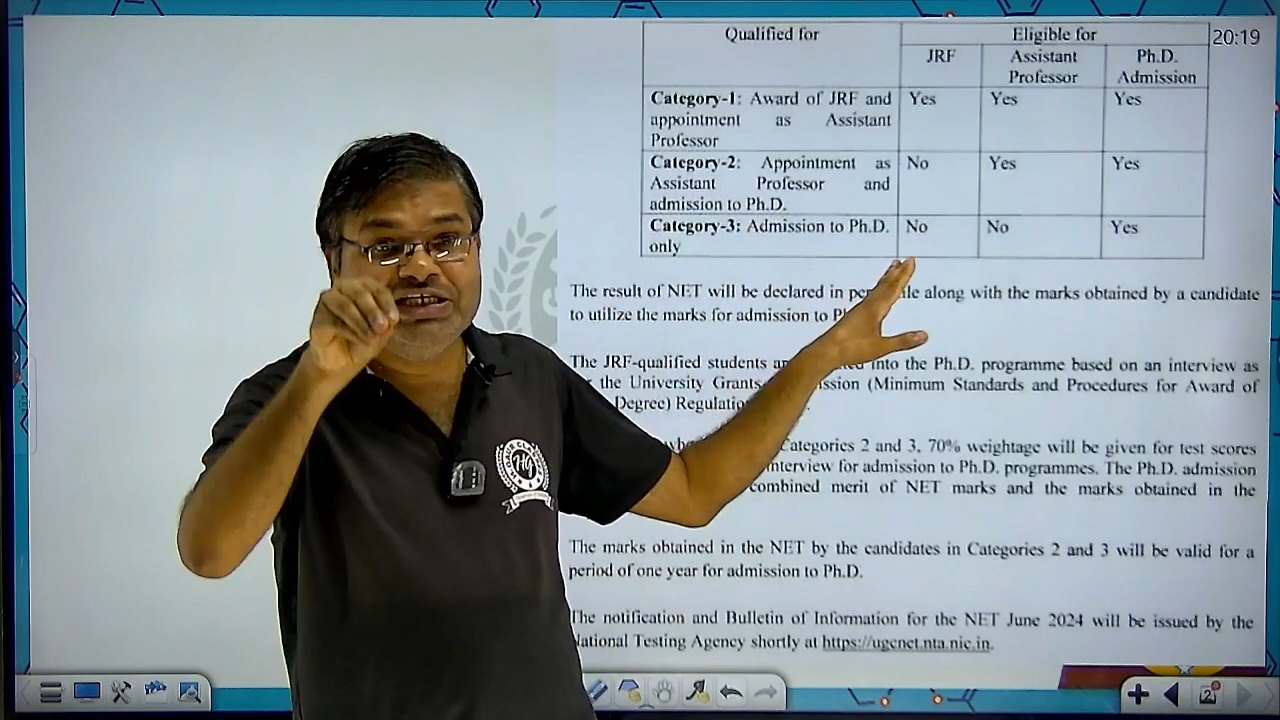 20:19
Qualified for
Eligible for
JRF
Assistant
Professor
Ph.D.
Admission
Category-1: Award of JRF and
appointment as Assistant
Professor
Yes
Yes
Yes
Category-2: Appointment as
Assistant Professor and
admission to Ph.D.
No
Yes
Yes
Category-3: Admission to Ph.D.
only
No
No
Yes
The result of NET will be declared in along with the marks obtained by a candidate
to utilize the marks for admission to
The JRF-qualified students into the Ph.D. programme based on an interview as
the University Grants (Minimum Standards and Procedures for Award of
Degree)
Categories 2 and 3, 70% weightage will be given for test scores
interview for admission to Ph.D. programmes. The Ph.D. admission
combined merit of NET marks and the marks obtained in the
The marks obtained in the NET by the candidates in Categories 2 and 3 will be valid for a
period of one year for admission to Ph.D.
The notification and Bulletin of Information for the NET June 2024 will be issued by the
National Testing Agency shortly at https://ugcnet.nta.nic.in.
HG
2